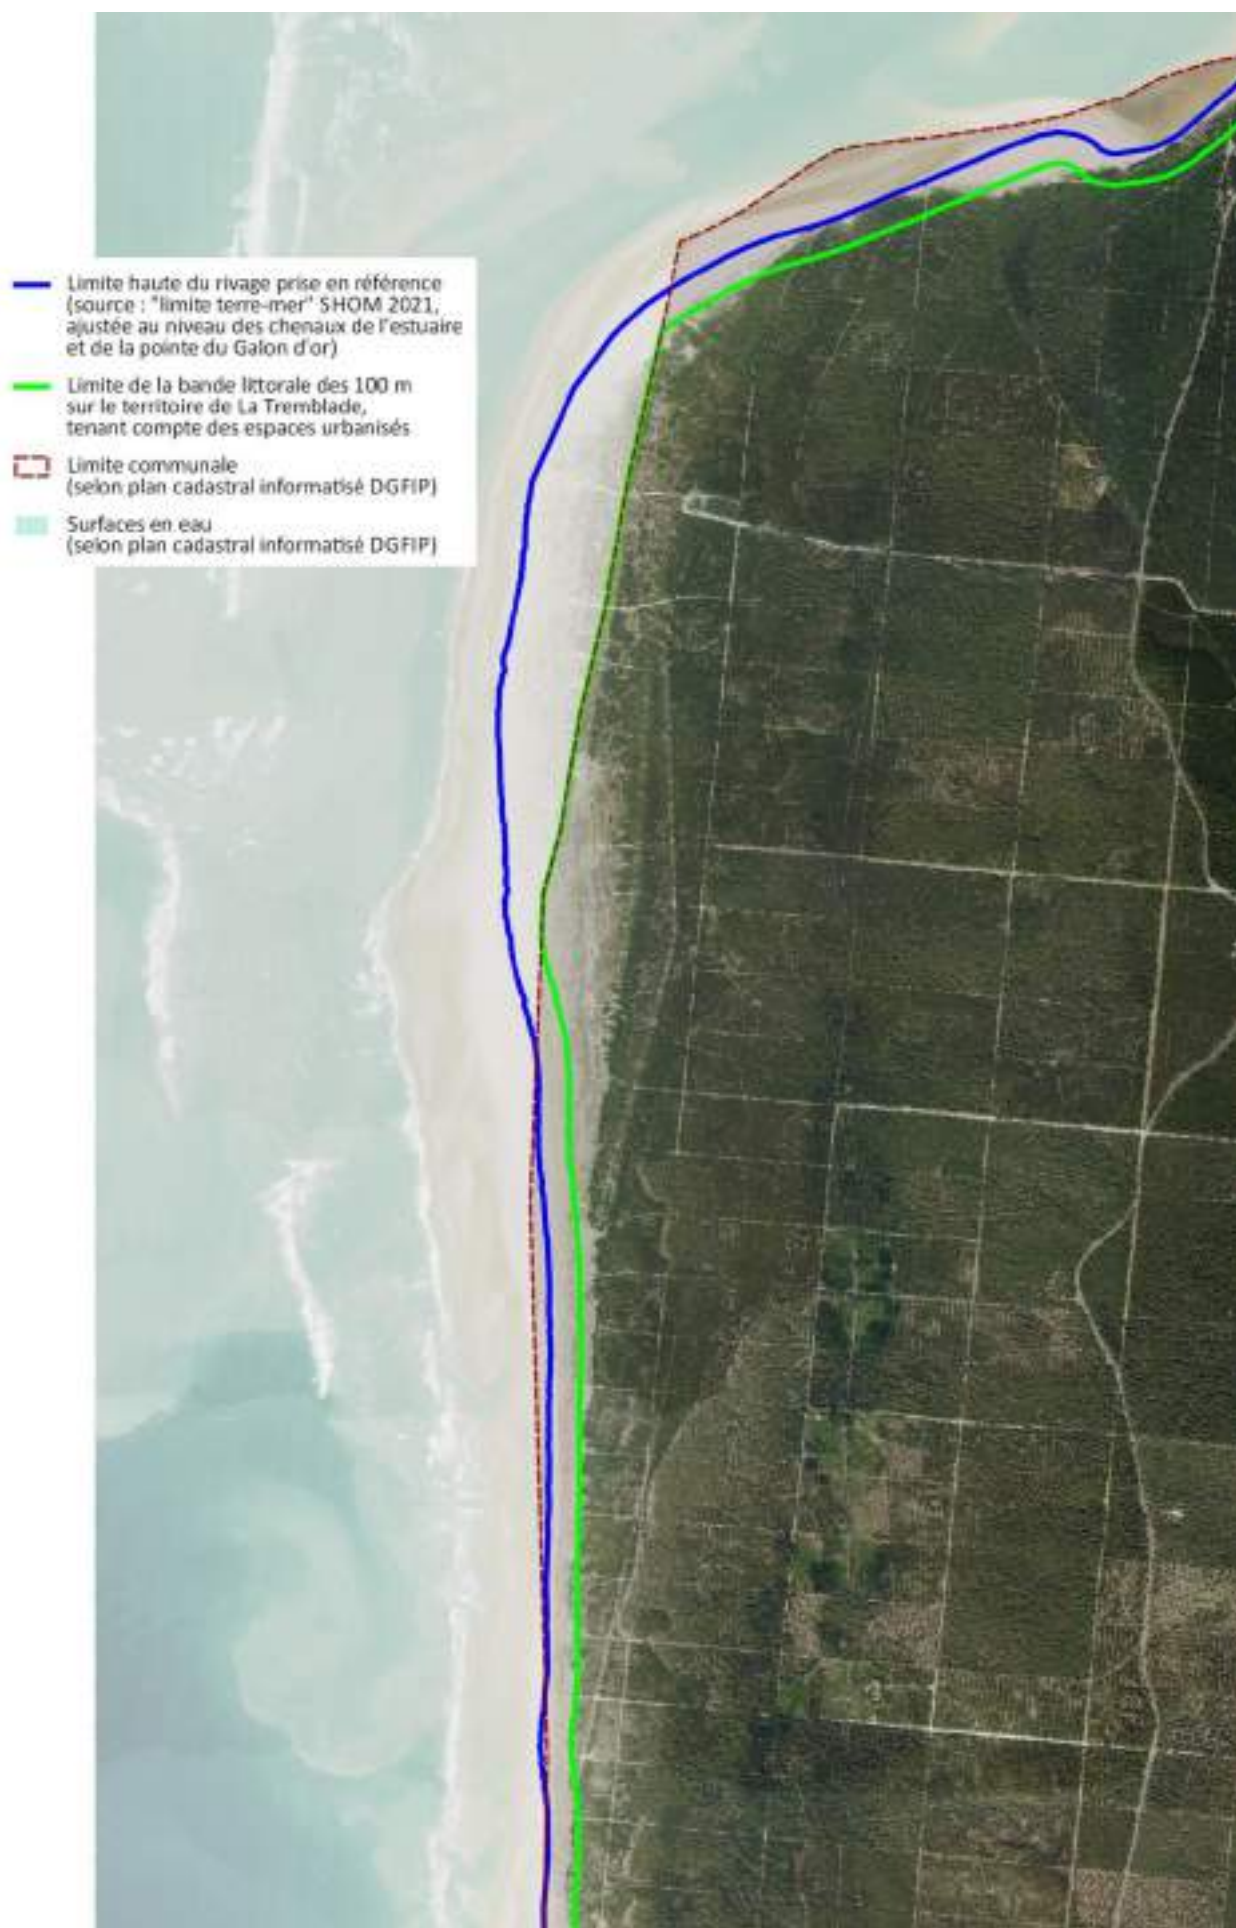 Limite haute du rivage prise en référence
(source : "limite terre-mer" SHOM 2021,
ajustée au niveau des chenaux de l'estuaire
et de la pointe du Galon d'or)
Limite de la bande littorale des 100 m
sur le territoire de La Tremblade,
tenant compte des espaces urbanisés
Limite communale
(selon plan cadastral informatisé DGFIP)
Surfaces en eau
(selon plan cadastral informatisé DGFIP)